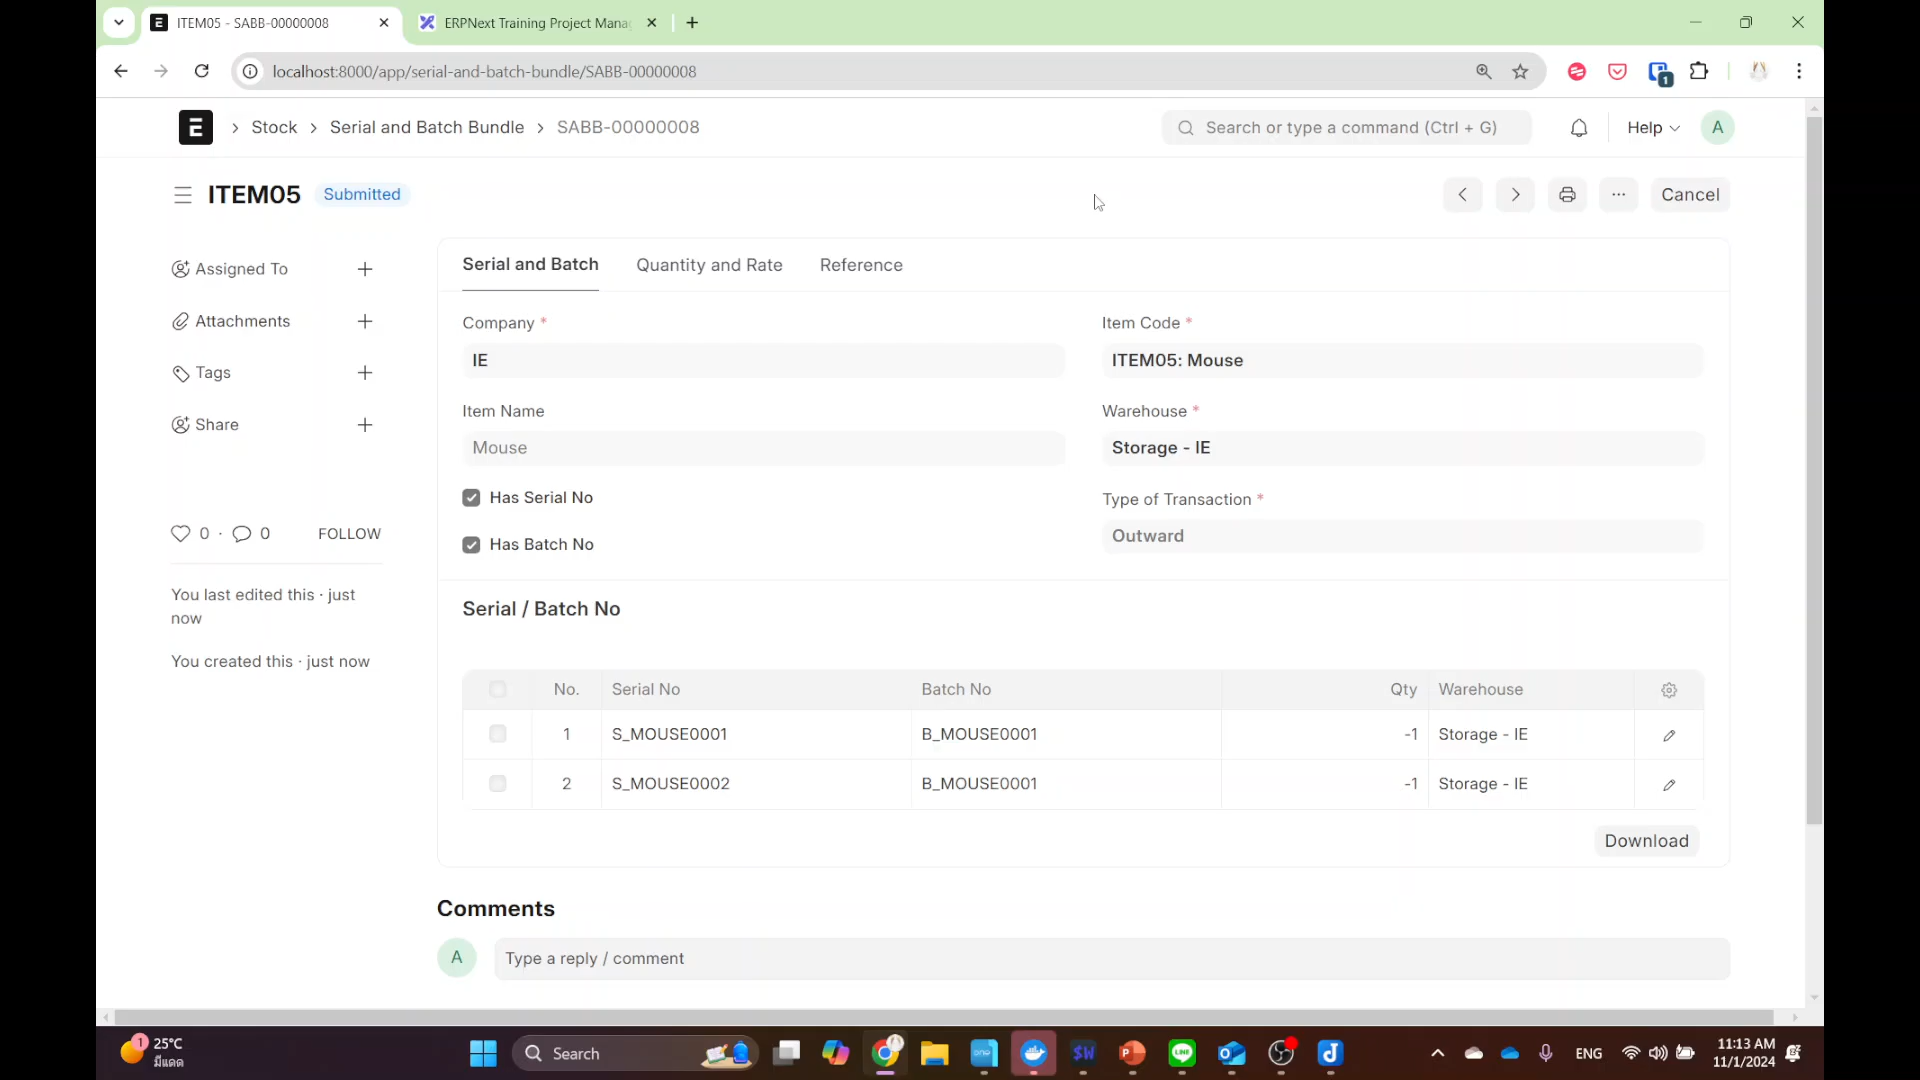 ITEM05 - SABB-00000008
ERPNext Training Project Mana
localhost:8000/app/serial-and-batch-bundle/SABB-00000008
1
E > Stock > Serial and Batch Bundle > SABB-00000008
Search or type a command (Ctrl + G)
Help
A
ITEM05 Submitted
Cancel
Assigned To
Attachments
Tags
Share
0 · 0 FOLLOW
You last edited this · just
now
You created this · just now
Serial and Batch Quantity and Rate Reference
Company *
IE
Item Code *
ITEM05: Mouse
Item Name
Mouse
Warehouse *
Storage - IE
Has Serial No
Has Batch No
Type of Transaction *
Outward
Serial / Batch No
No. Serial No Batch No Qty Warehouse
1 S_MOUSE0001 B_MOUSE0001 -1 Storage - IE
2 S_MOUSE0002 B_MOUSE0001 -1 Storage - IE
Download
Comments
A
Type a reply / comment
1
25°C
มีแดด
Search
ENG
11:13 AM
11/1/2024